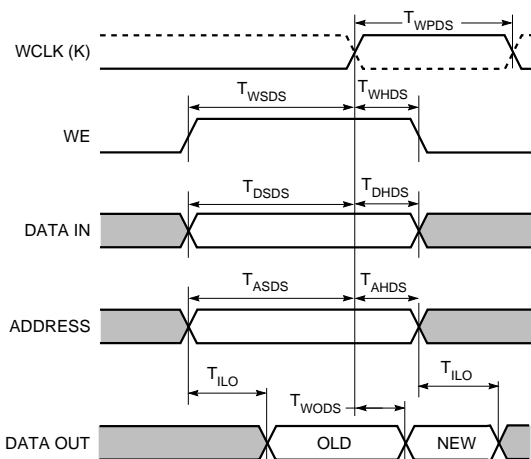 TWPDS
WCLK (K)
TWSDS TWHDS
WE
TDSDS TDHDS
DATA IN
TASDS TAHDS
ADDRESS
TILO TILO
TWODS
DATA OUT OLD NEW